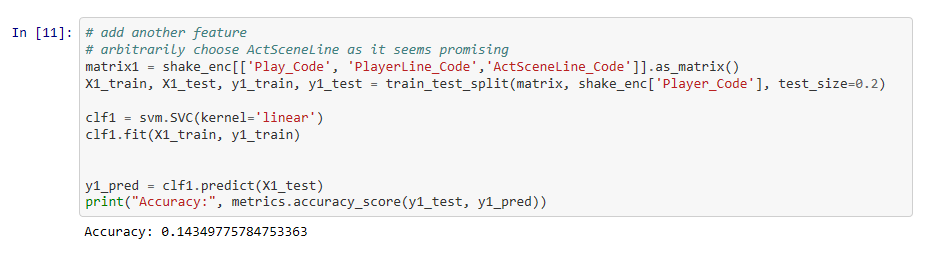 In [11]: # add another feature
# arbitrarily choose ActSceneLine as it seems promising
matrix1 = shake_enc[['Play_Code', 'PlayerLine_Code','ActSceneLine_Code']].as_matrix()
X1_train, X1_test, y1_train, y1_test = train_test_split(matrix, shake_enc['Player_Code'], test_size=0.2)
clf1 = svm.SVC(kernel='linear')
clf1.fit(X1_train, y1_train)
y1_pred = clf1.predict(X1_test)
print("Accuracy:", metrics.accuracy_score(y1_test, y1_pred))
Accuracy: 0.14349775784753363